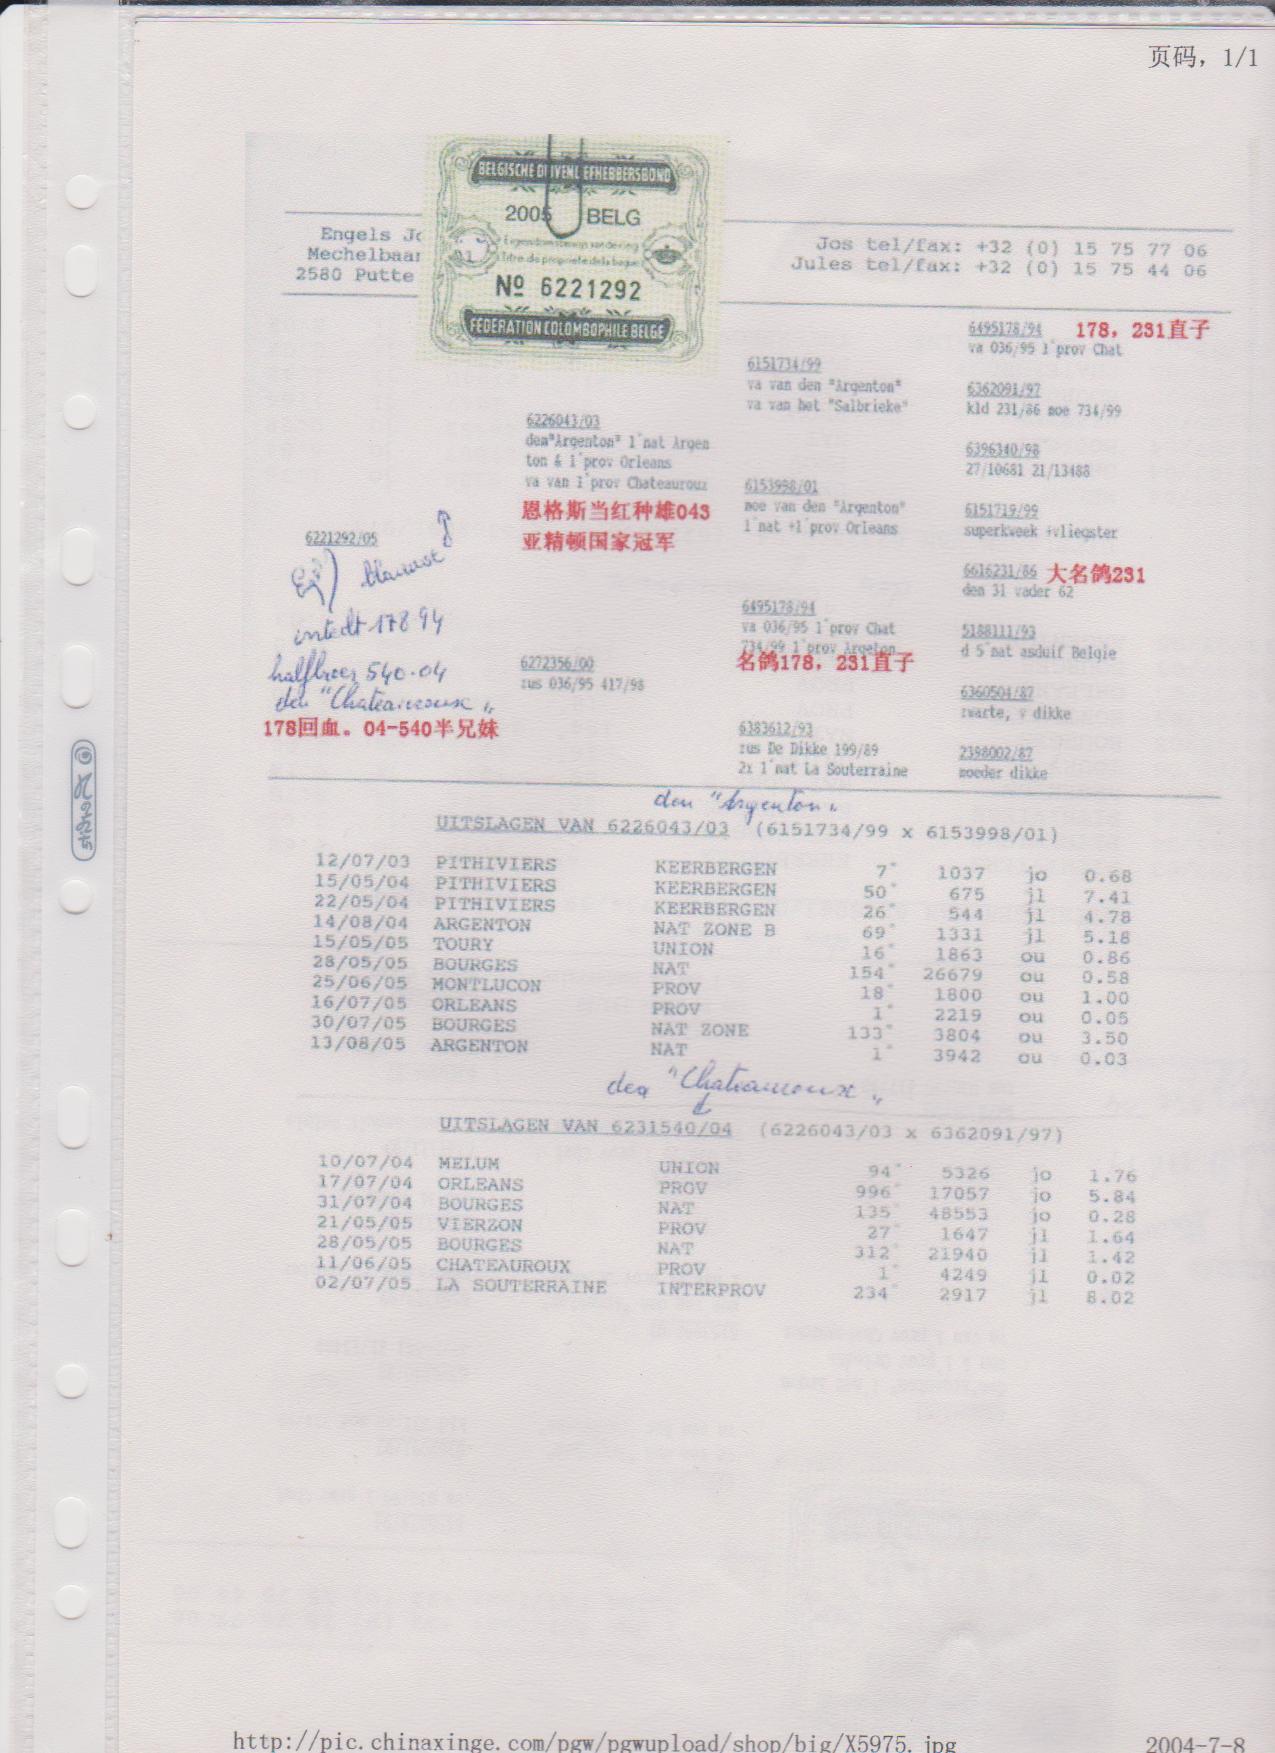 页码，1/1
BELGISCHE DUIVENLIEFHEBBERSBOND
2005 BELG
Eigendomsbewijs van de ring
Titre de propriété de la bague
Nº 6221292
FEDERATION COLOMBOPHILE BELGE
Engels Jo
Mechelbaan
2580 Putte
Jos tel/fax: +32 (0) 15 75 77 06
Jules tel/fax: +32 (0) 15 75 44 06
6221292/05
blauwe
inteelt 178 94
halfbroer 540.04
den "Chateauroux"
178回血。04-540半兄妹
6226043/03
den"Argenton" 1°nat Argen
ton & 1°prov Orleans
va van 1°prov Chateauroux
恩格斯当红种雄043
亚精顿国家冠军
6272356/00
zus 036/95 417/98
6151734/99
va van den "Argenton"
va van het "Salbrieke"
6153998/01
moe van den "Argenton"
1°nat +1°prov Orleans
6495178/94
va 036/95 1°prov Chat
734/99 1°prov Argeton
名鸽178，231直子
6383612/93
zus De Dikke 199/89
2x 1°nat La Souterraine
6495178/94 178，231直子
va 036/95 1°prov Chat
6362091/97
kld 231/86 moe 734/99
6396340/98
27/10681 21/13488
6151719/99
superkweek +vliegster
6616231/86 大名鸽231
den 31 vader 62
5188111/93
d 5°nat asduif Belgie
6360504/87
zwarte, v dikke
2398002/87
moeder dikke
den "Argenton"
UITSLAGEN VAN 6226043/03 (6151734/99 x 6153998/01)
12/07/03 PITHIVIERS KEERBERGEN 7° 1037 jo 0.68
15/05/04 PITHIVIERS KEERBERGEN 50° 675 jl 7.41
22/05/04 PITHIVIERS KEERBERGEN 26° 544 jl 4.78
14/08/04 ARGENTON NAT ZONE B 69° 1331 jl 5.18
15/05/05 TOURY UNION 16° 1863 ou 0.86
28/05/05 BOURGES NAT 154° 26679 ou 0.58
25/06/05 MONTLUCON PROV 18° 1800 ou 1.00
16/07/05 ORLEANS PROV 1° 2219 ou 0.05
30/07/05 BOURGES NAT ZONE 133° 3804 ou 3.50
13/08/05 ARGENTON NAT 1° 3942 ou 0.03
den "Chateauroux"
UITSLAGEN VAN 6231540/04 (6226043/03 x 6362091/97)
10/07/04 MELUM UNION 94° 5326 jo 1.76
17/07/04 ORLEANS PROV 996° 17057 jo 5.84
31/07/04 BOURGES NAT 135° 48553 jo 0.28
21/05/05 VIERZON PROV 27° 1647 jl 1.64
28/05/05 BOURGES NAT 312° 21940 jl 1.42
11/06/05 CHATEAUROUX PROV 1° 4249 jl 0.02
02/07/05 LA SOUTERRAINE INTERPROV 234° 2917 jl 8.02
http://pic.chinaxinge.com/pgw/pgwupload/shop/big/X5975.jpg
2004-7-8